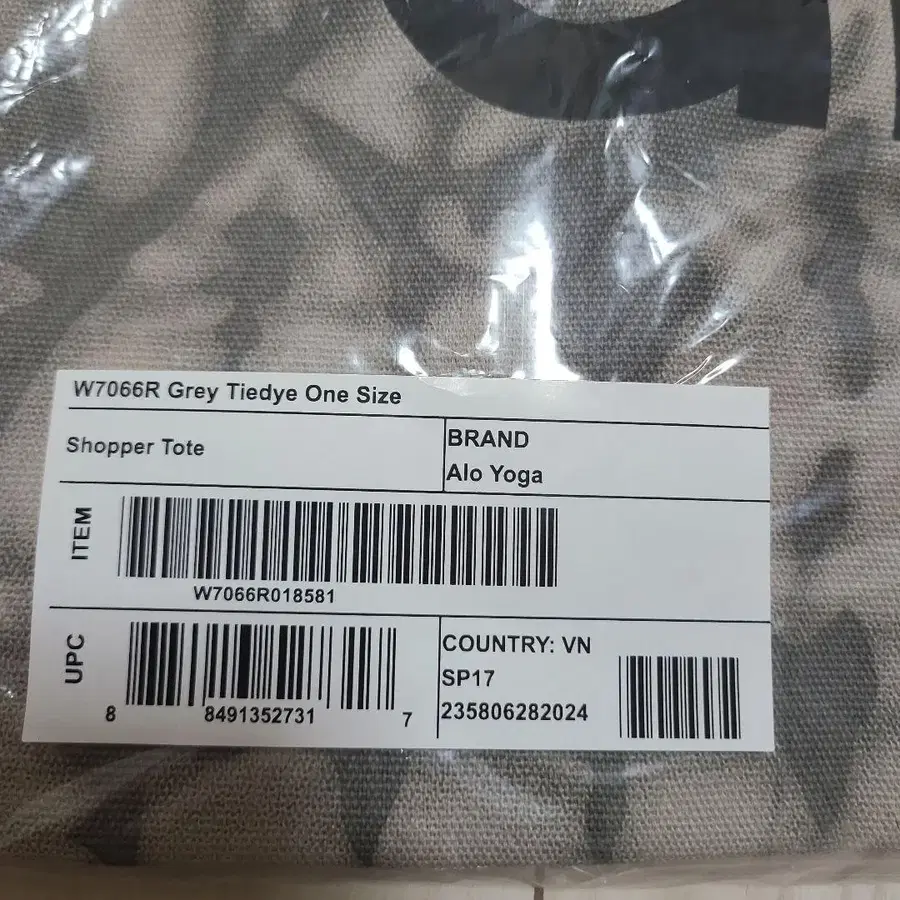 W7066R Grey Tiedye One Size
Shopper Tote
BRAND
Alo Yoga
ITEM
W7066R018581
UPC
8 8491352731 7
COUNTRY: VN
SP17
235806282024